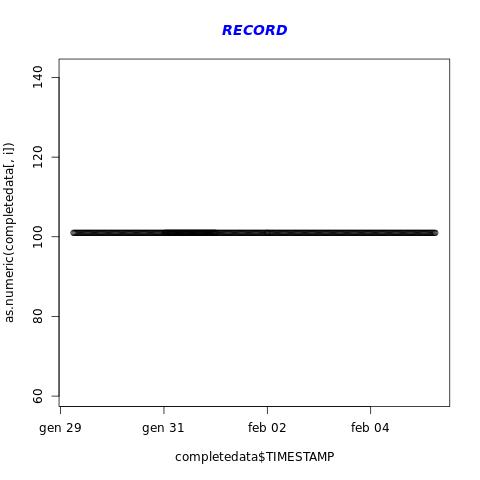 RECORD
as.numeric(completedata[, i])
140
120
100
80
60
gen 29 gen 31 feb 02 feb 04
completedata$TIMESTAMP